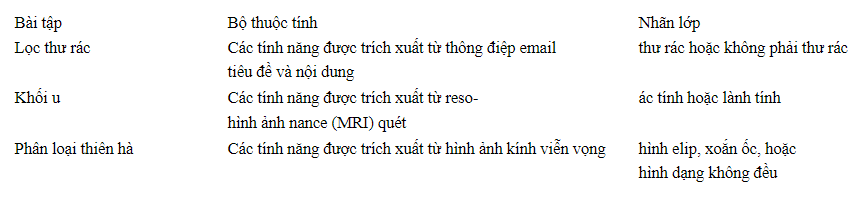 Bài tập Bộ thuộc tính Nhãn lớp
Lọc thư rác Các tính năng được trích xuất từ thông điệp email thư rác hoặc không phải thư rác
tiêu đề và nội dung
Khối u Các tính năng được trích xuất từ reso- ác tính hoặc lành tính
hình ảnh nance (MRI) quét
Phân loại thiên hà Các tính năng được trích xuất từ hình ảnh kính viễn vọng hình elip, xoắn ốc, hoặc
hình dạng không đều